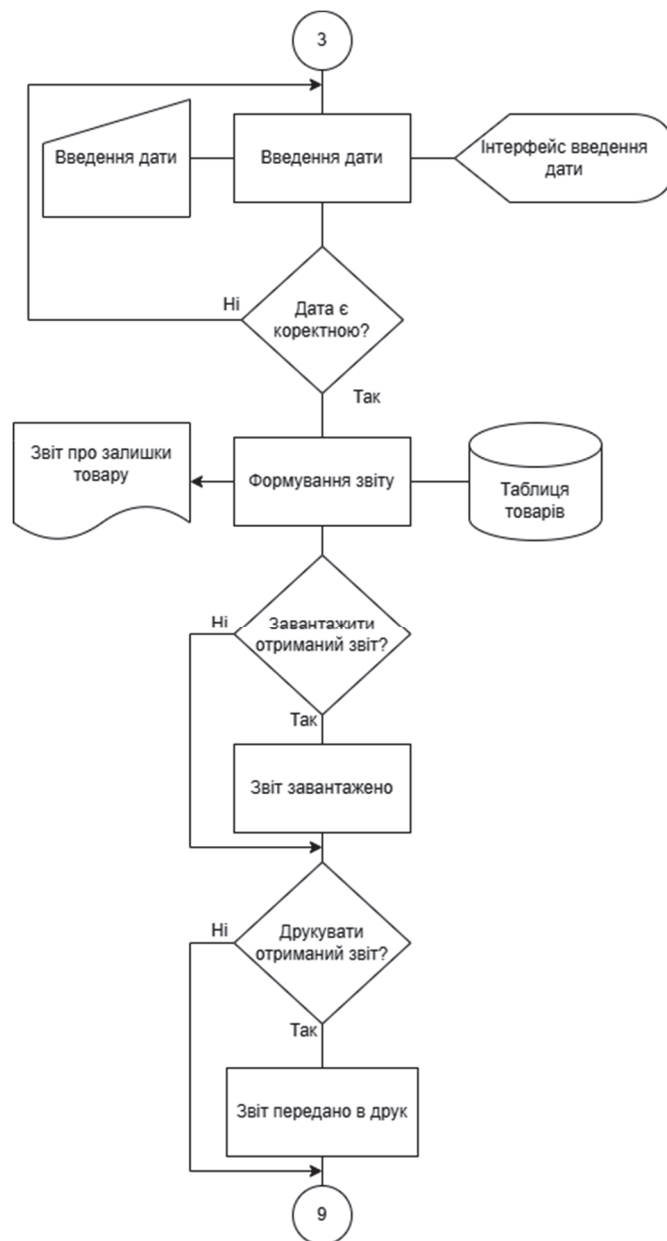 3
Введення дати
Введення дати
Інтерфейс введення
дати
Ні
Дата є
коректною?
Так
Звіт про залишки
товару
Формування звіту
Таблиця
товарів
Ні
Завантажити
отриманий звіт?
Так
Звіт завантажено
Ні
Друкувати
отриманий звіт?
Так
Звіт передано в друк
9